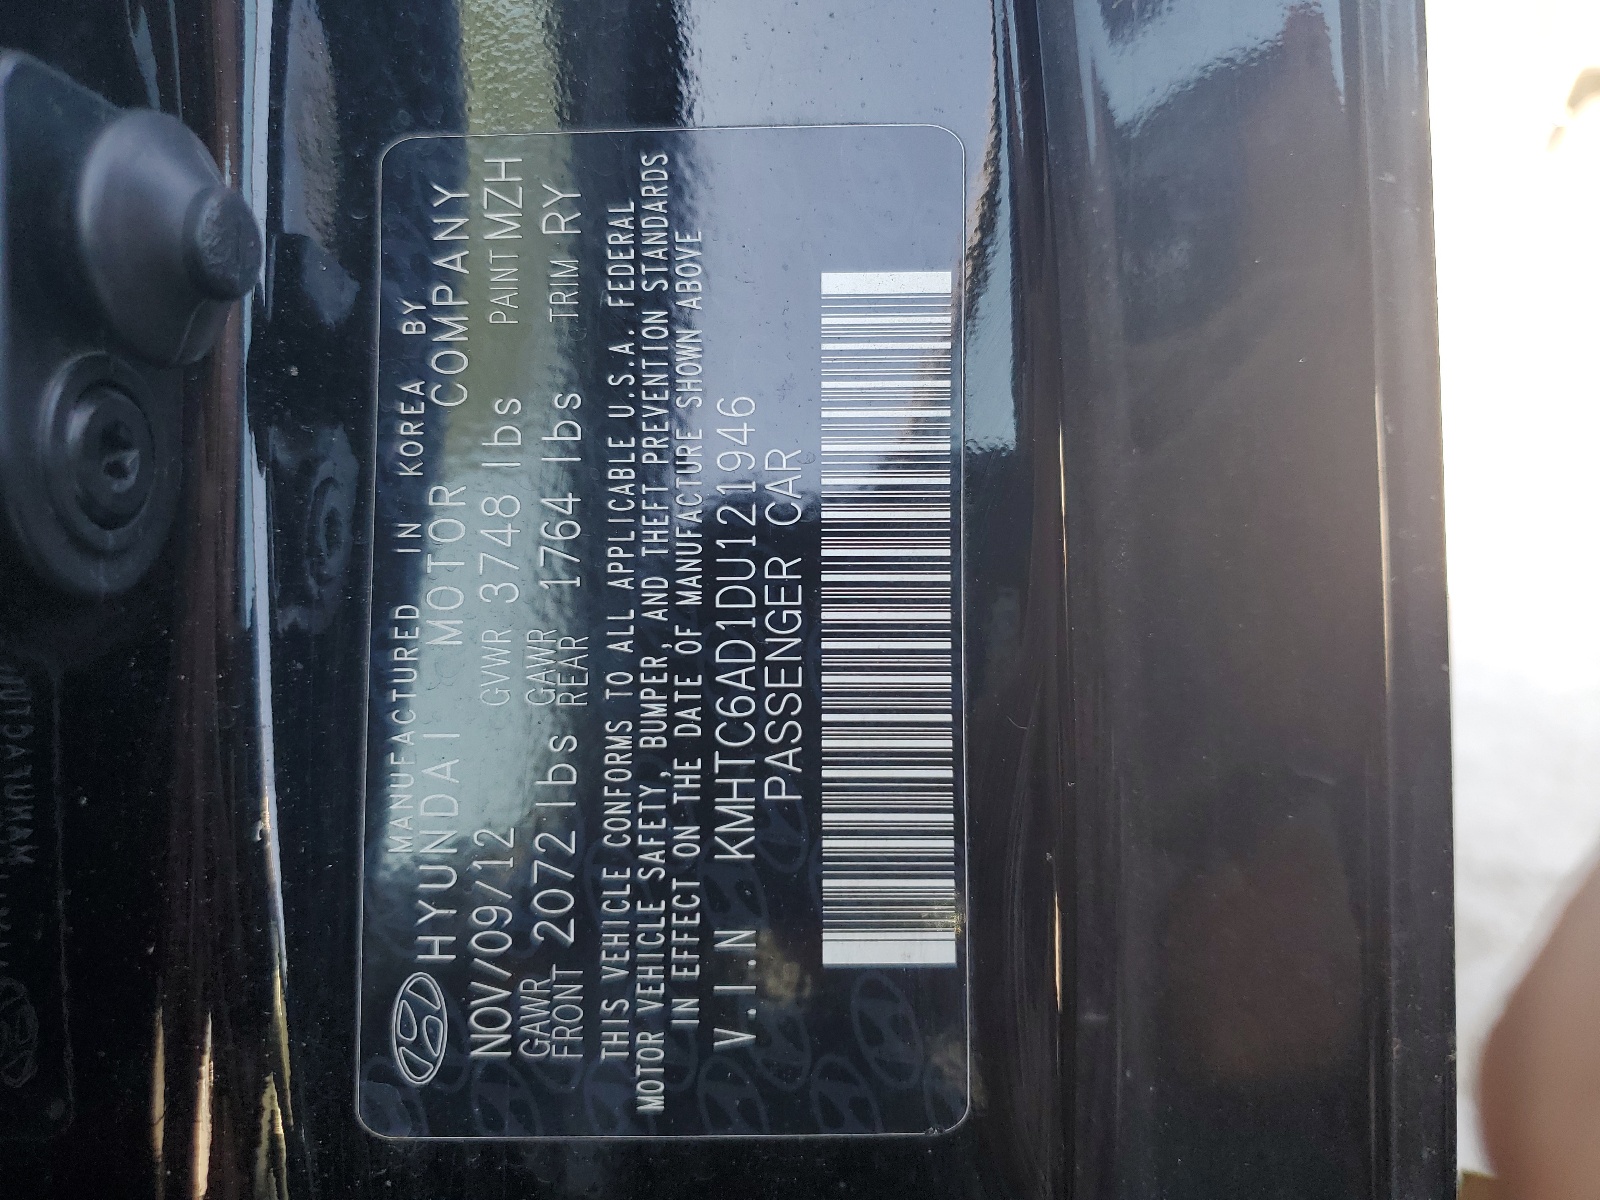 MANUFACTURED IN KOREA BY
HYUNDAI MOTOR COMPANY
NOV/09/12 GVWR 3748 lbs PAINT MZH
GAWR FRONT 2072 lbs GAWR REAR 1764 lbs TRIM RY
THIS VEHICLE CONFORMS TO ALL APPLICABLE U.S.A. FEDERAL
MOTOR VEHICLE SAFETY, BUMPER, AND THEFT PREVENTION STANDARDS
IN EFFECT ON THE DATE OF MANUFACTURE SHOWN ABOVE
V.I.N KMHTC6AD1DU121946
PASSENGER CAR